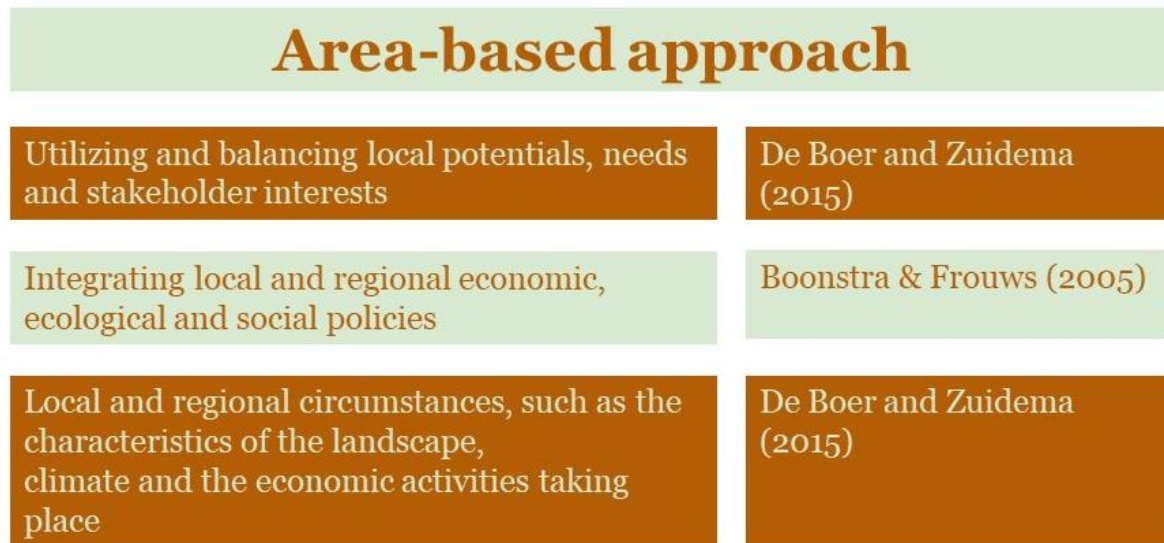 Area-based approach
Utilizing and balancing local potentials, needs
and stakeholder interests
De Boer and Zuidema
(2015)
Integrating local and regional economic,
ecological and social policies
Boonstra & Frouws (2005)
Local and regional circumstances, such as the
characteristics of the landscape,
climate and the economic activities taking
place
De Boer and Zuidema
(2015)